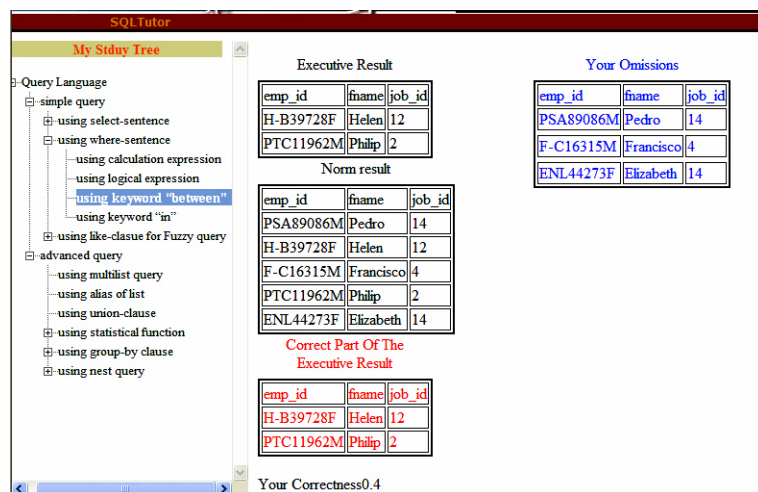 SQLTutor
My Stduy Tree
Query Language
simple query
using select-sentence
using where-sentence
using calculation expression
using logical expression
using keyword "between"
using keyword “in”
using like-clasue for Fuzzy query
advanced query
using multilist query
using alias of list
using union-clause
using statistical function
using group-by clause
using nest query
Executive Result
emp_id fname job_id
H-B39728F Helen 12
PTC11962M Philip 2
Norm result
emp_id fname job_id
PSA89086M Pedro 14
H-B39728F Helen 12
F-C16315M Francisco 4
PTC11962M Philip 2
ENL44273F Elizabeth 14
Correct Part Of The
Executive Result
emp_id fname job_id
H-B39728F Helen 12
PTC11962M Philip 2
Your Correctness0.4
Your Omissions
emp_id fname job_id
PSA89086M Pedro 14
F-C16315M Francisco 4
ENL44273F Elizabeth 14